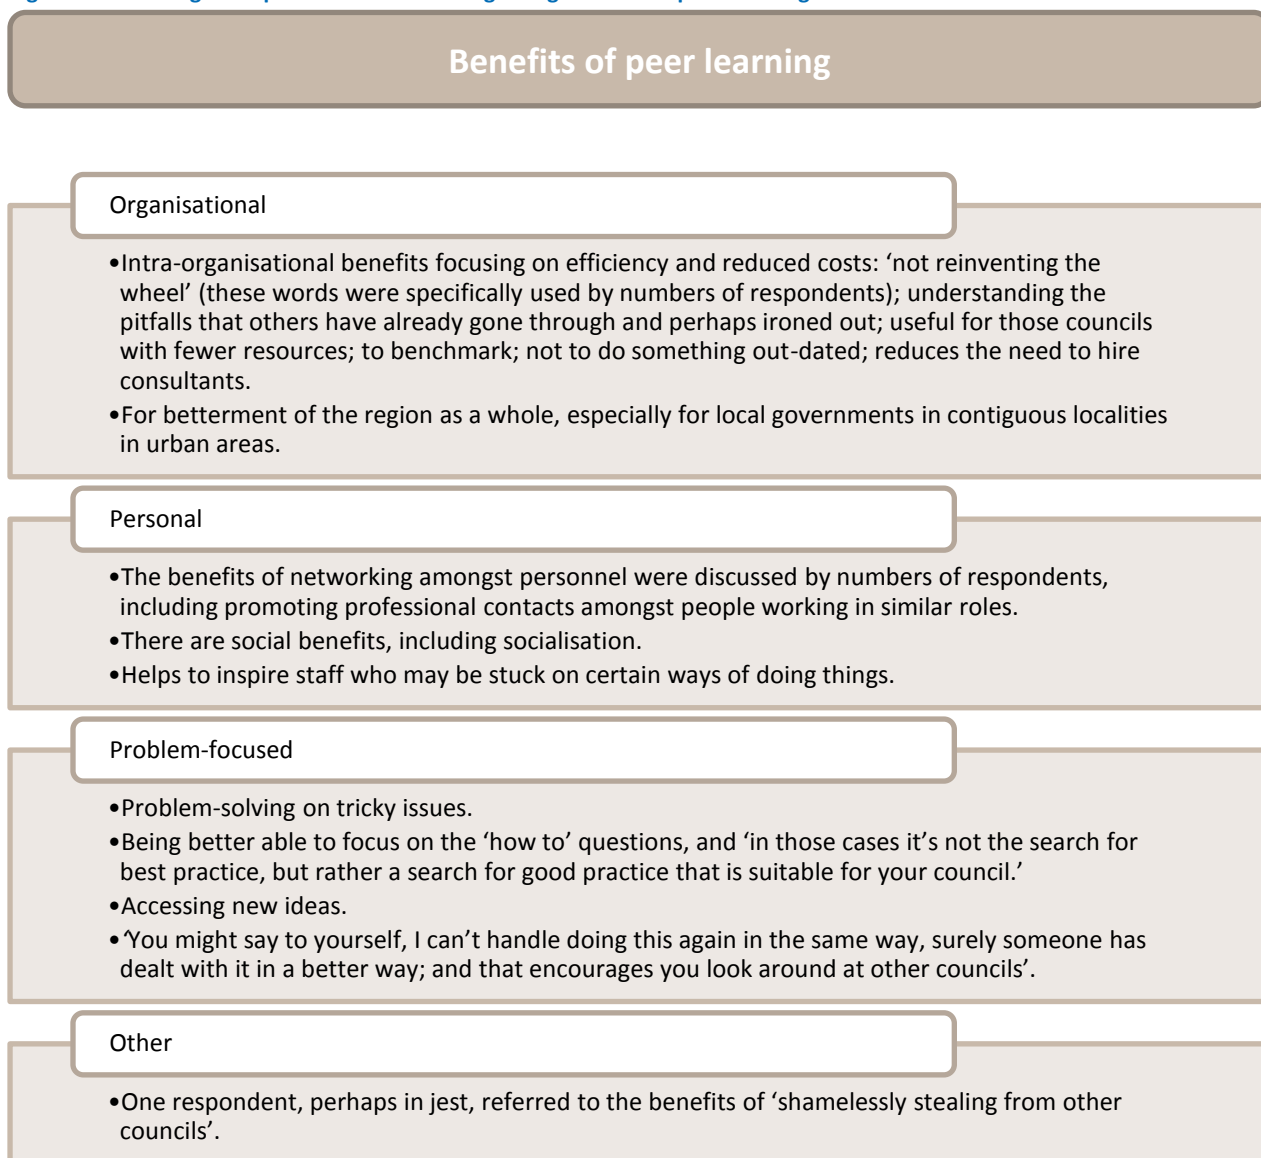 Benefits of peer learning
Organisational
•Intra-organisational benefits focusing on efficiency and reduced costs: ‘not reinventing the
wheel’ (these words were specifically used by numbers of respondents); understanding the
pitfalls that others have already gone through and perhaps ironed out; useful for those councils
with fewer resources; to benchmark; not to do something out-dated; reduces the need to hire
consultants.
•For betterment of the region as a whole, especially for local governments in contiguous localities
in urban areas.
Personal
•The benefits of networking amongst personnel were discussed by numbers of respondents,
including promoting professional contacts amongst people working in similar roles.
•There are social benefits, including socialisation.
•Helps to inspire staff who may be stuck on certain ways of doing things.
Problem-focused
•Problem-solving on tricky issues.
•Being better able to focus on the ‘how to’ questions, and ‘in those cases it’s not the search for
best practice, but rather a search for good practice that is suitable for your council.’
•Accessing new ideas.
•‘You might say to yourself, I can’t handle doing this again in the same way, surely someone has
dealt with it in a better way; and that encourages you look around at other councils’.
Other
•One respondent, perhaps in jest, referred to the benefits of ‘shamelessly stealing from other
councils’.